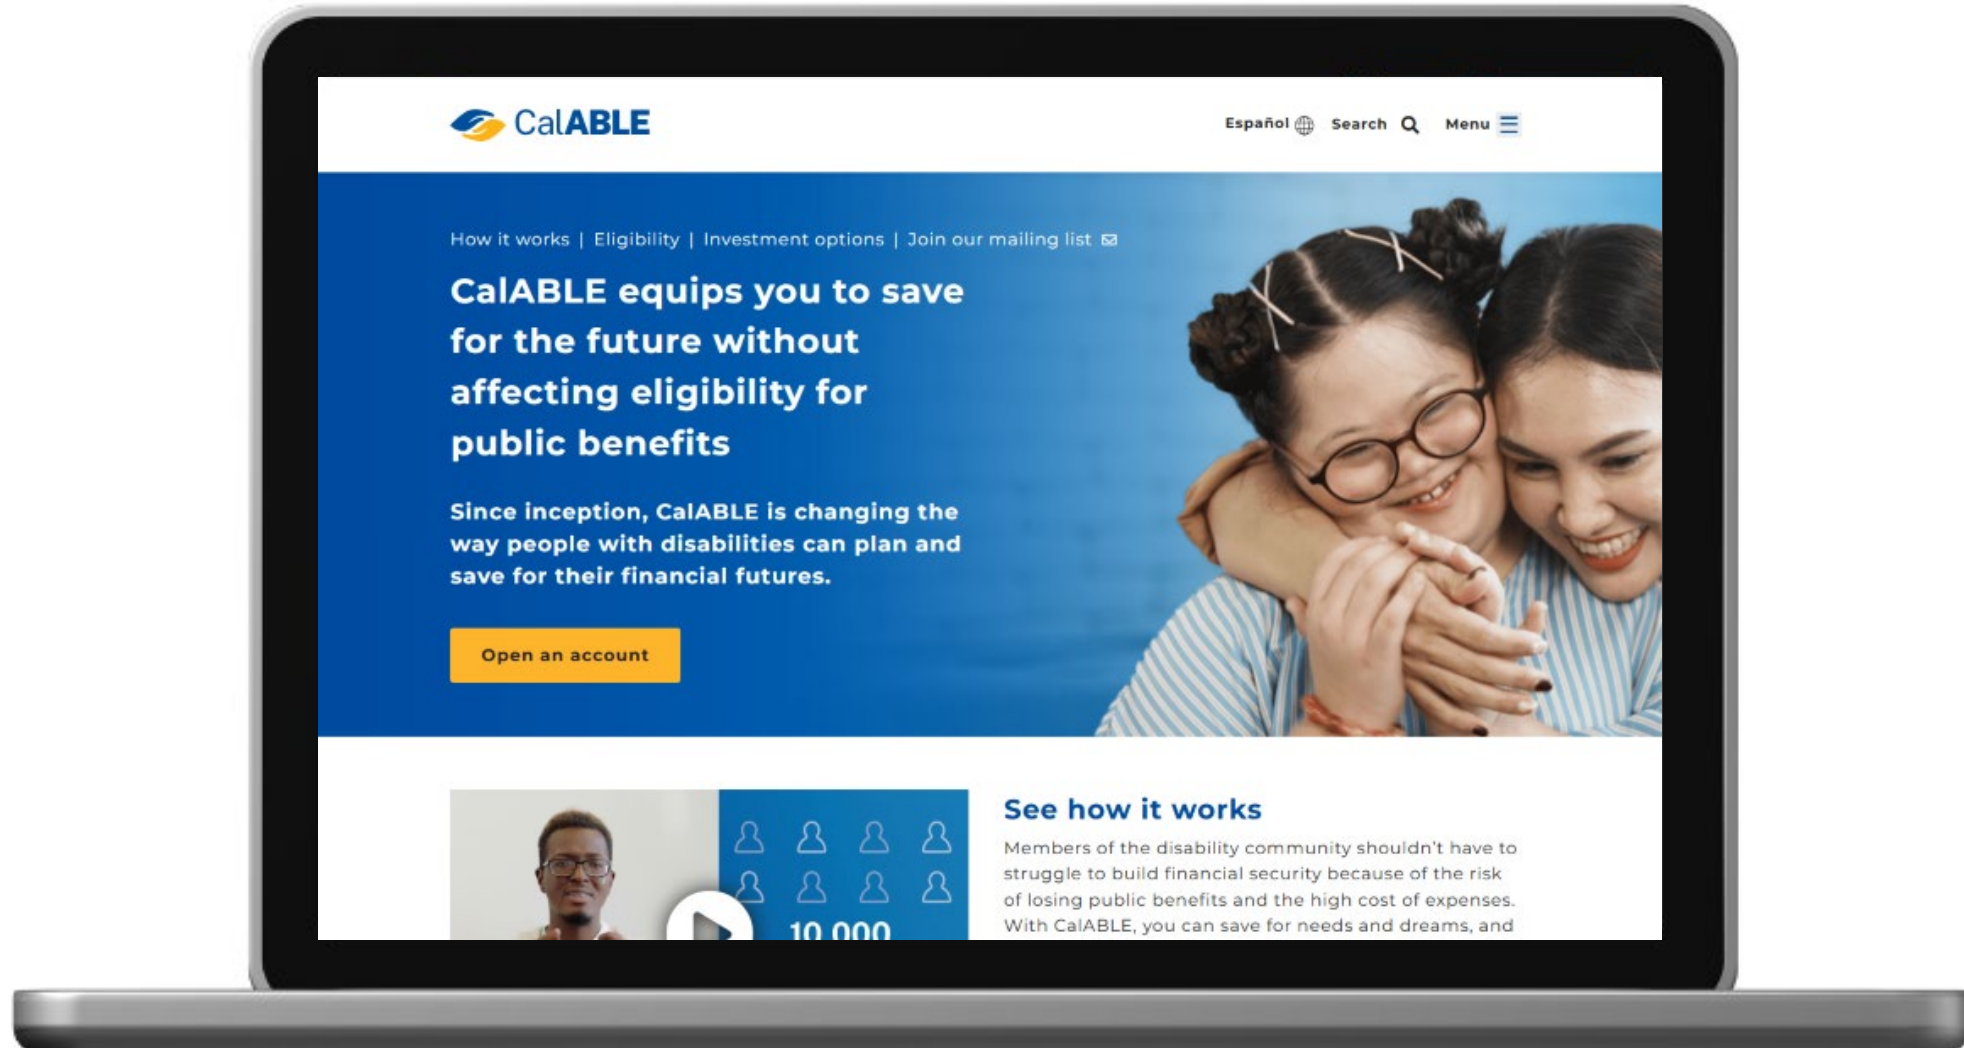 CalABLE
Español Search Menu
How it works | Eligibility | Investment options | Join our mailing list
CalABLE equips you to save
for the future without
affecting eligibility for
public benefits
Since inception, CalABLE is changing the
way people with disabilities can plan and
save for their financial futures.
Open an account
10,000
See how it works
Members of the disability community shouldn't have to
struggle to build financial security because of the risk
of losing public benefits and the high cost of expenses.
With CalABLE, you can save for needs and dreams, and